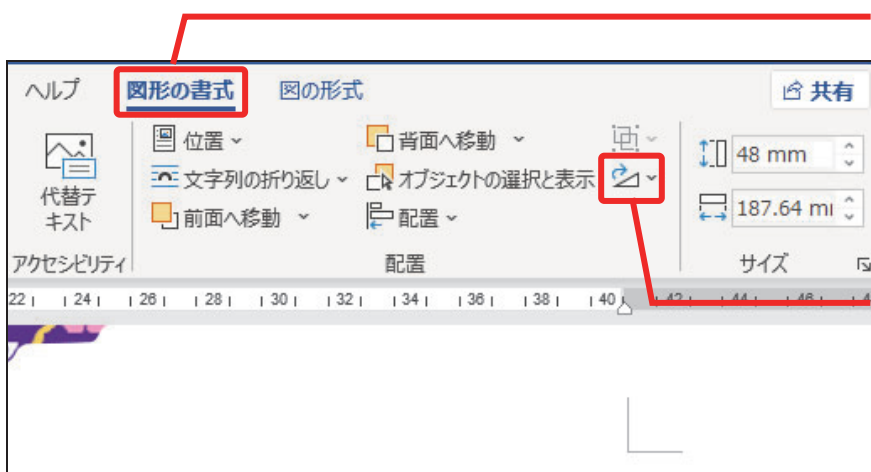 ヘルプ 図形の書式 図の形式 共有
位置 背面へ移動
代替テキスト 文字列の折り返し オブジェクトの選択と表示 48 mm
前面へ移動 配置 187.64 mi
アクセシビリティ 配置 サイズ
22 24 26 28 30 32 34 36 38 40 42 44 46